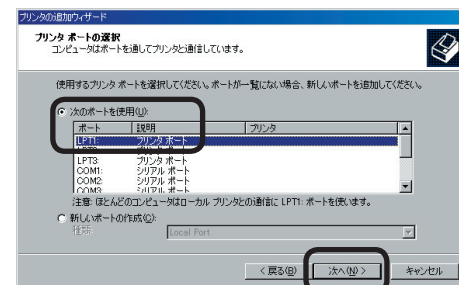 プリンタの追加ウィザード
プリンタ ポートの選択
コンピュータはポートを通してプリンタと通信しています。
使用するプリンタ ポートを選択してください。ポートが一覧にない場合、新しいポートを追加してください。
次のポートを使用(U):
ポート 説明 プリンタ
LPT1: プリンタ ポート
LPT3: プリンタ ポート
COM1: シリアル ポート
COM2: シリアル ポート
COM3: シリアル ポート
注意: ほとんどのコンピュータはローカル プリンタとの通信に LPT1: ポートを使います。
新しいポートの作成(C):
種類: Local Port
< 戻る(B) 次へ(N) > キャンセル